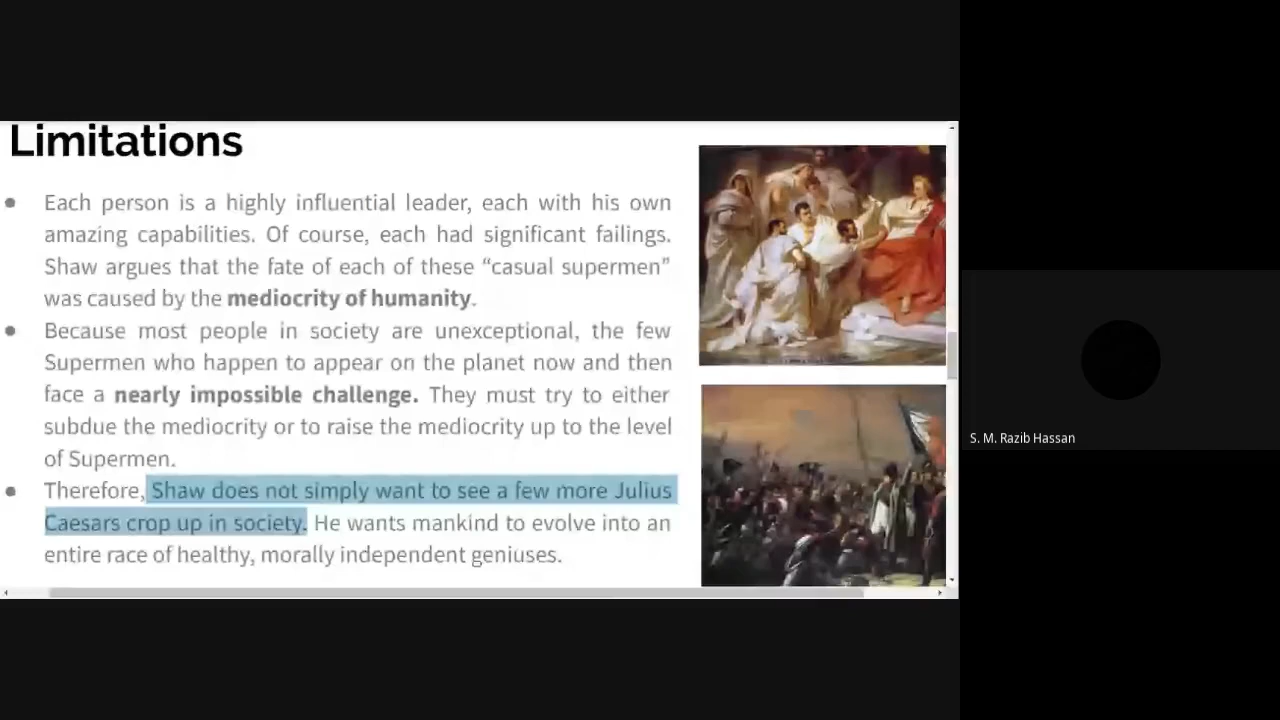 Limitations
Each person is a highly influential leader, each with his own
amazing capabilities. Of course, each had significant failings.
Shaw argues that the fate of each of these “casual supermen”
was caused by the mediocrity of humanity.
Because most people in society are unexceptional, the few
Supermen who happen to appear on the planet now and then
face a nearly impossible challenge. They must try to either
subdue the mediocrity or to raise the mediocrity up to the level
of Supermen.
Therefore, Shaw does not simply want to see a few more Julius
Caesars crop up in society. He wants mankind to evolve into an
entire race of healthy, morally independent geniuses.
S. M. Razib Hassan